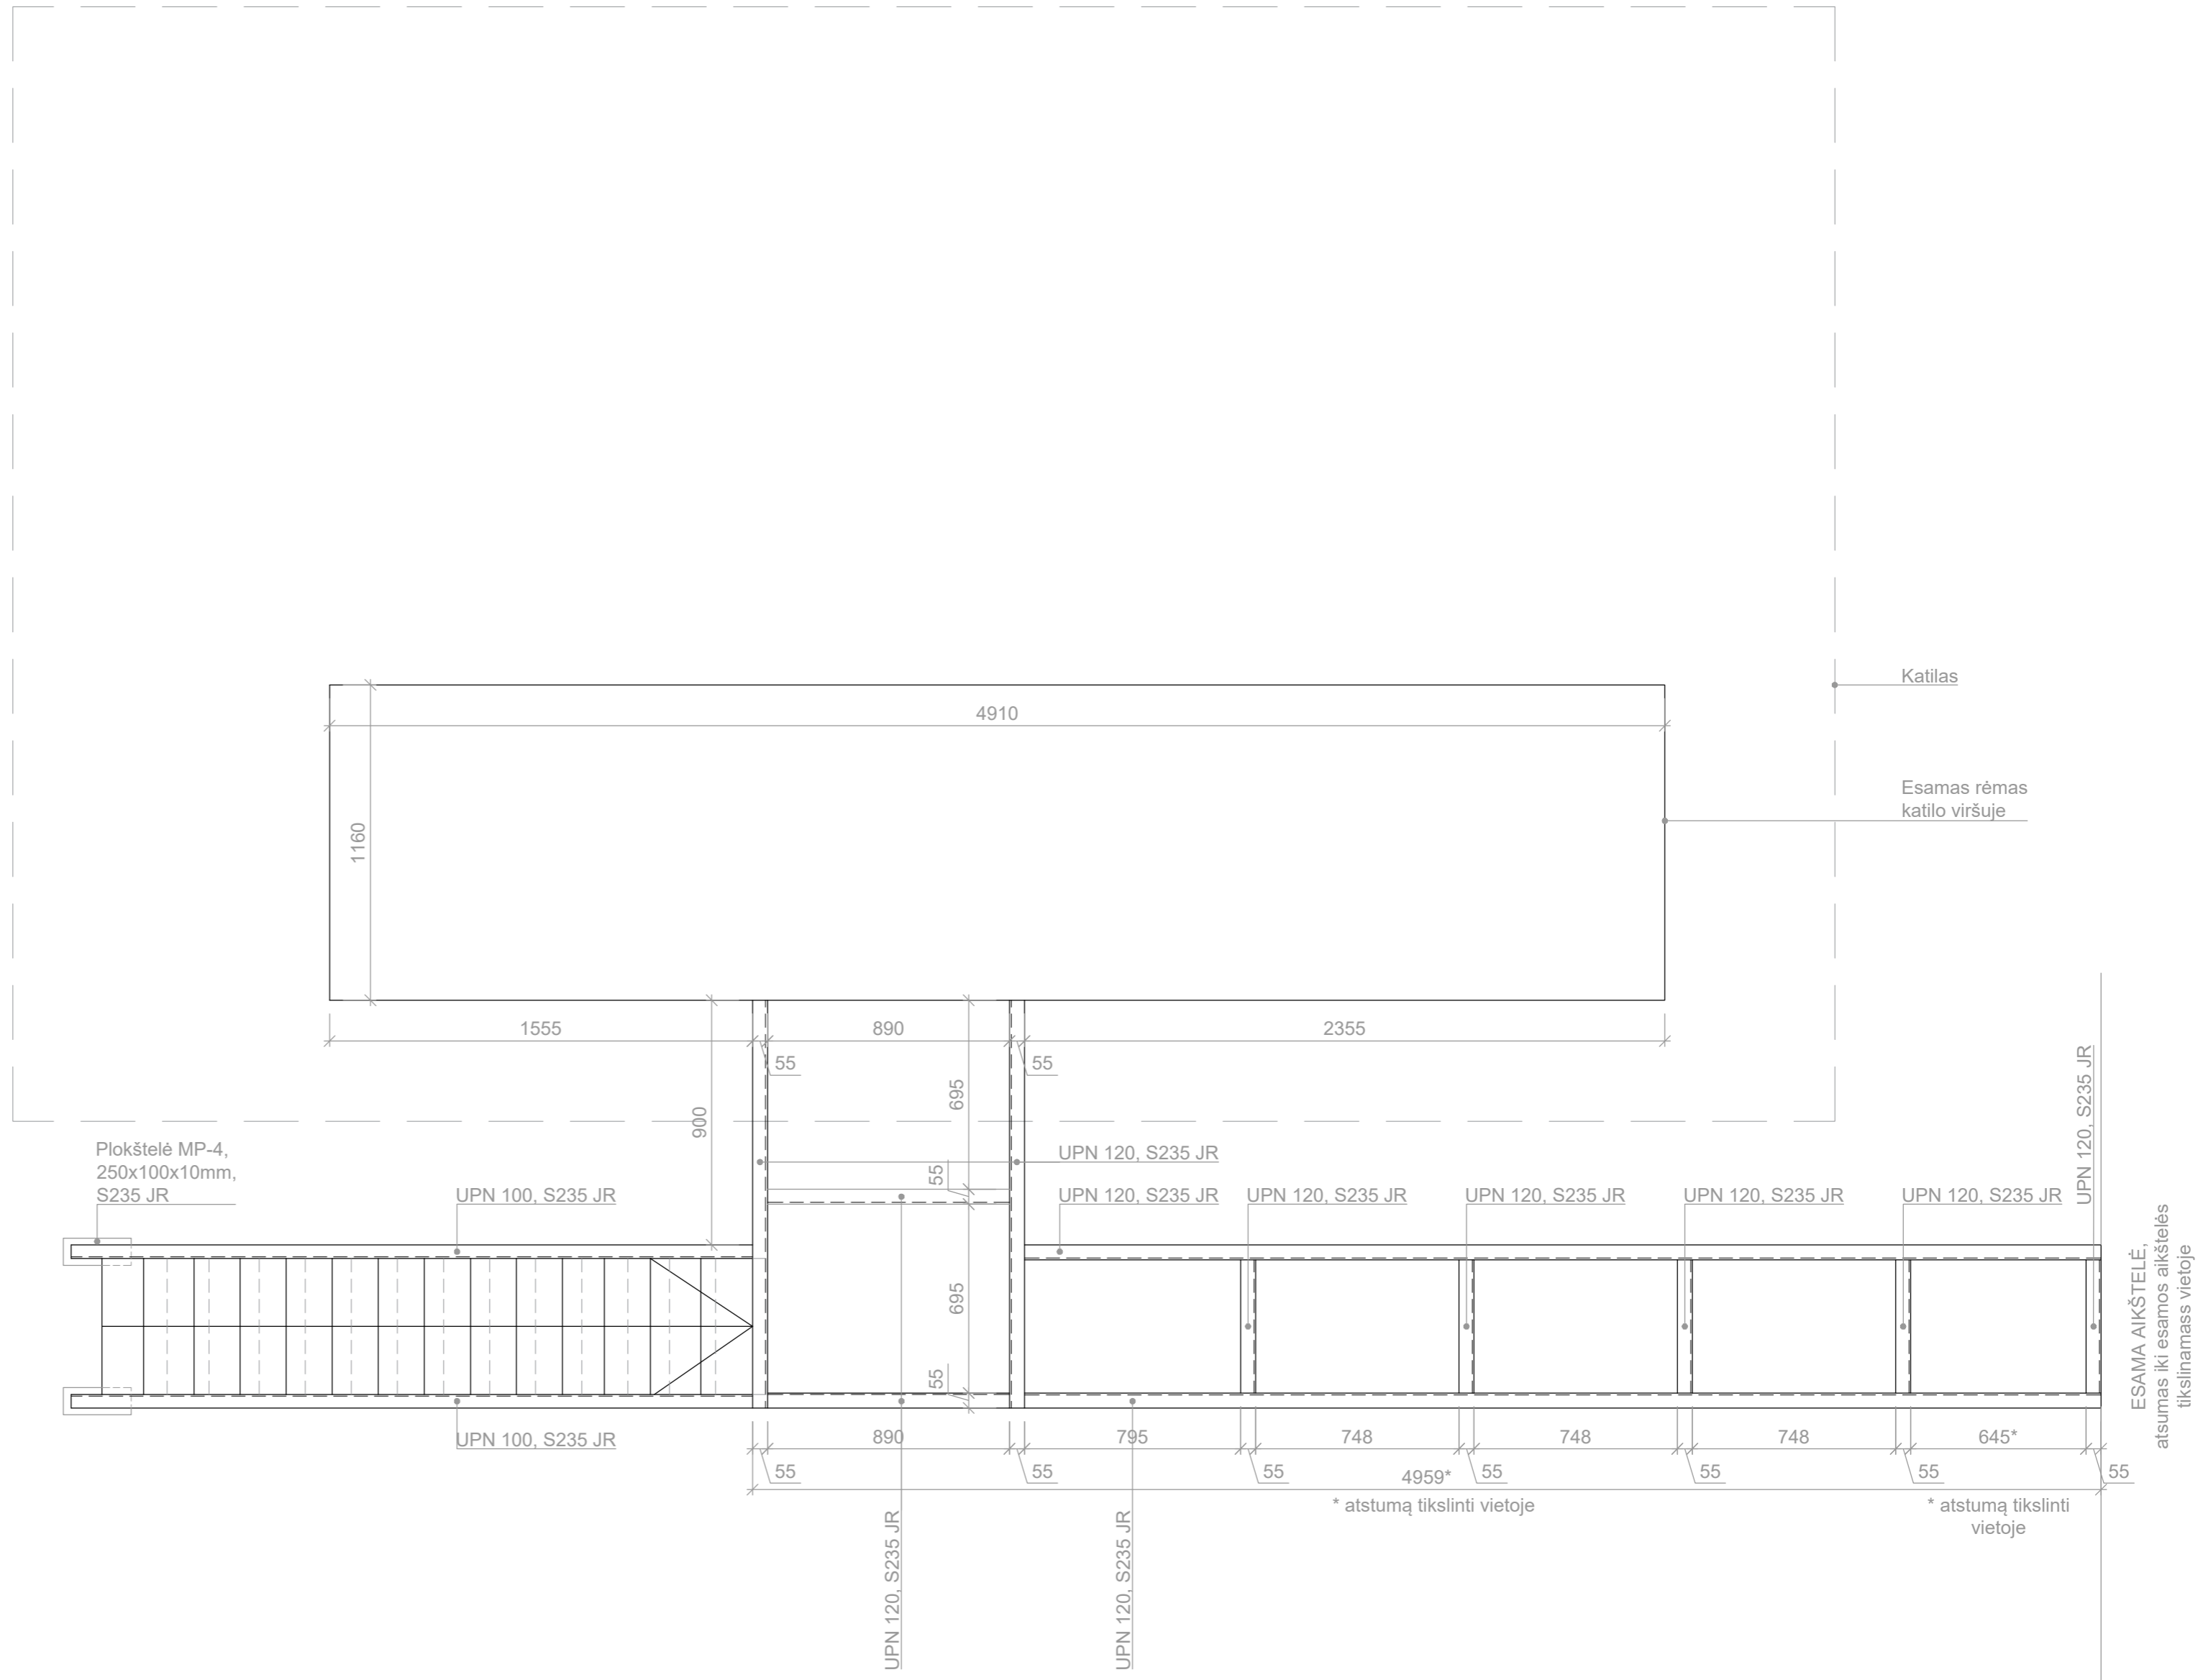 Katilas
4910
Esamas rėmas
katilo viršuje
1160
1555
890
2355
55
55
695
900
UPN 120, S235 JR
Plokštelė MP-4,
250x100x10mm,
S235 JR
UPN 100, S235 JR
UPN 120, S235 JR
55
UPN 120, S235 JR
UPN 120, S235 JR
UPN 120, S235 JR
UPN 120, S235 JR
UPN 120, S235 JR
695
55
ESAMA AIKŠTELĖ,
atsumas iki esamos aikštelės
tikslinamass vietoje
UPN 100, S235 JR
890
795
748
748
748
645*
55
55
55
55
55
55
55
4959*
* atstumą tikslinti vietoje
* atstumą tikslinti
vietoje
UPN 120, S235 JR
UPN 120, S235 JR